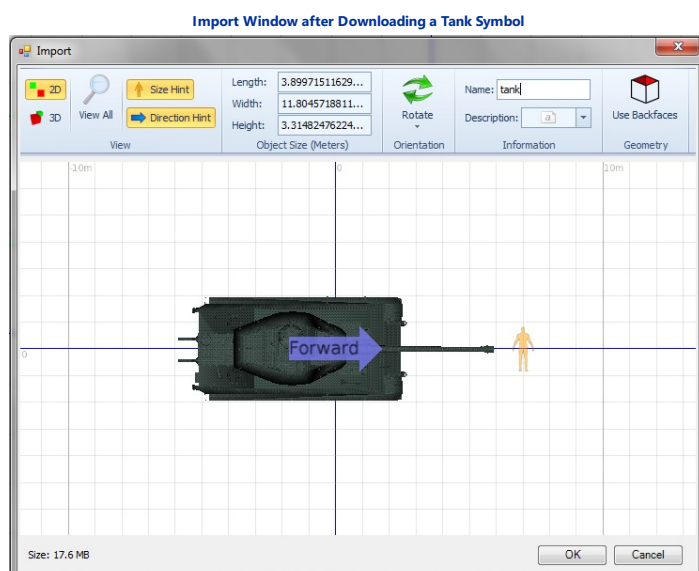 Import Window after Downloading a Tank Symbol
Import
2D
3D
View All
Size Hint
Direction Hint
View
Length: 3.89971511629...
Width: 11.8045718811...
Height: 3.31482476224...
Object Size (Meters)
Rotate
Orientation
Name: tank
Description: a
Information
Use Backfaces
Geometry
-10m 0 10m
0
Forward
Size: 17.6 MB
OK Cancel